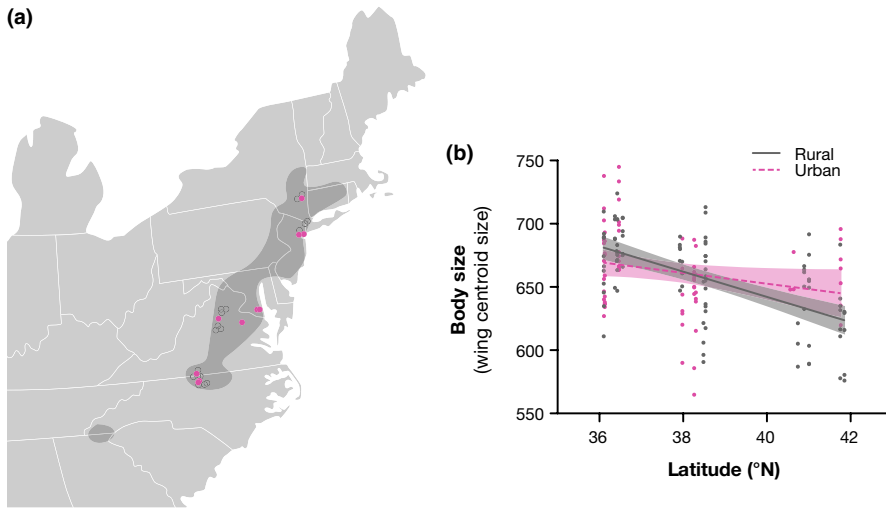 (a)
(b)
750
700
650
600
550
Body size
(wing centroid size)
Rural
Urban
36
38
40
42
Latitude (°N)